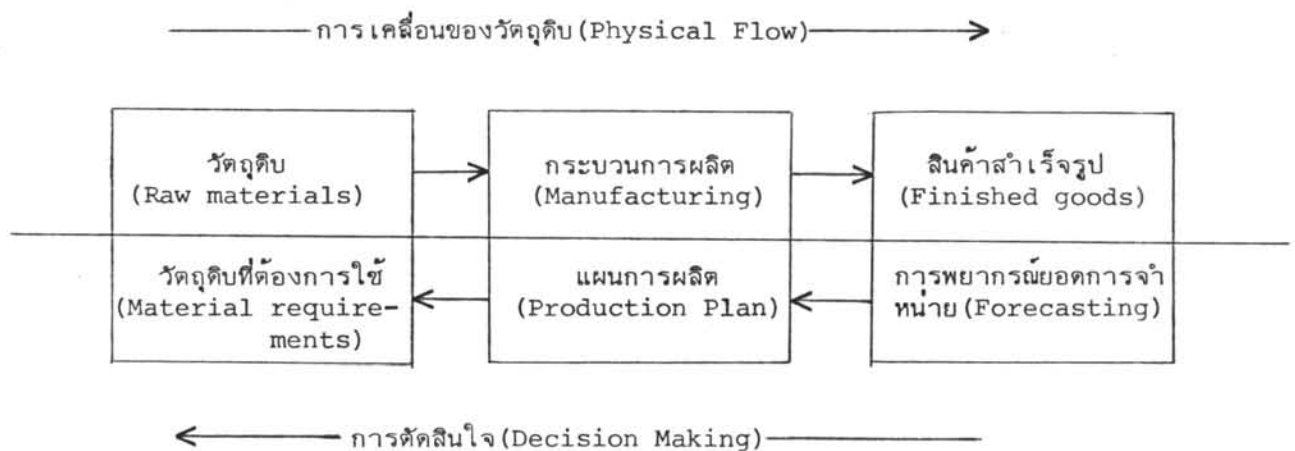 การเคลื่อนของวัตถุดิบ(Physical Flow)
วัตถุดิบ
(Raw materials)
กระบวนการผลิต
(Manufacturing)
สินค้าสำเร็จรูป
(Finished goods)
วัตถุดิบที่ต้องการใช้
(Material require-
ments)
แผนการผลิต
(Production Plan)
การพยากรณ์ยอดการจำ
หน่าย(Forecasting)
การตัดสินใจ(Decision Making)